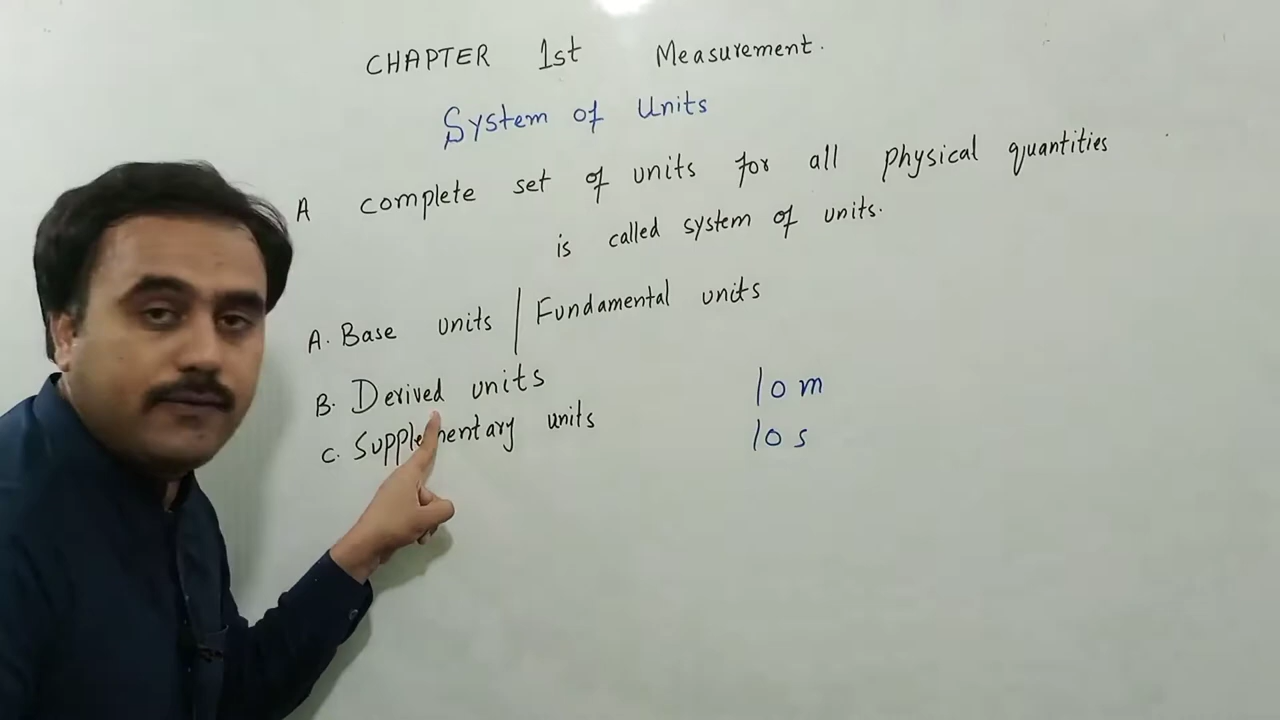 CHAPTER 1st Measurement.
System of Units
A complete set of units for all physical quantities
is called system of units.
A. Base units | Fundamental units
B. Derived units
C. Supplementary units
10 m
10 s